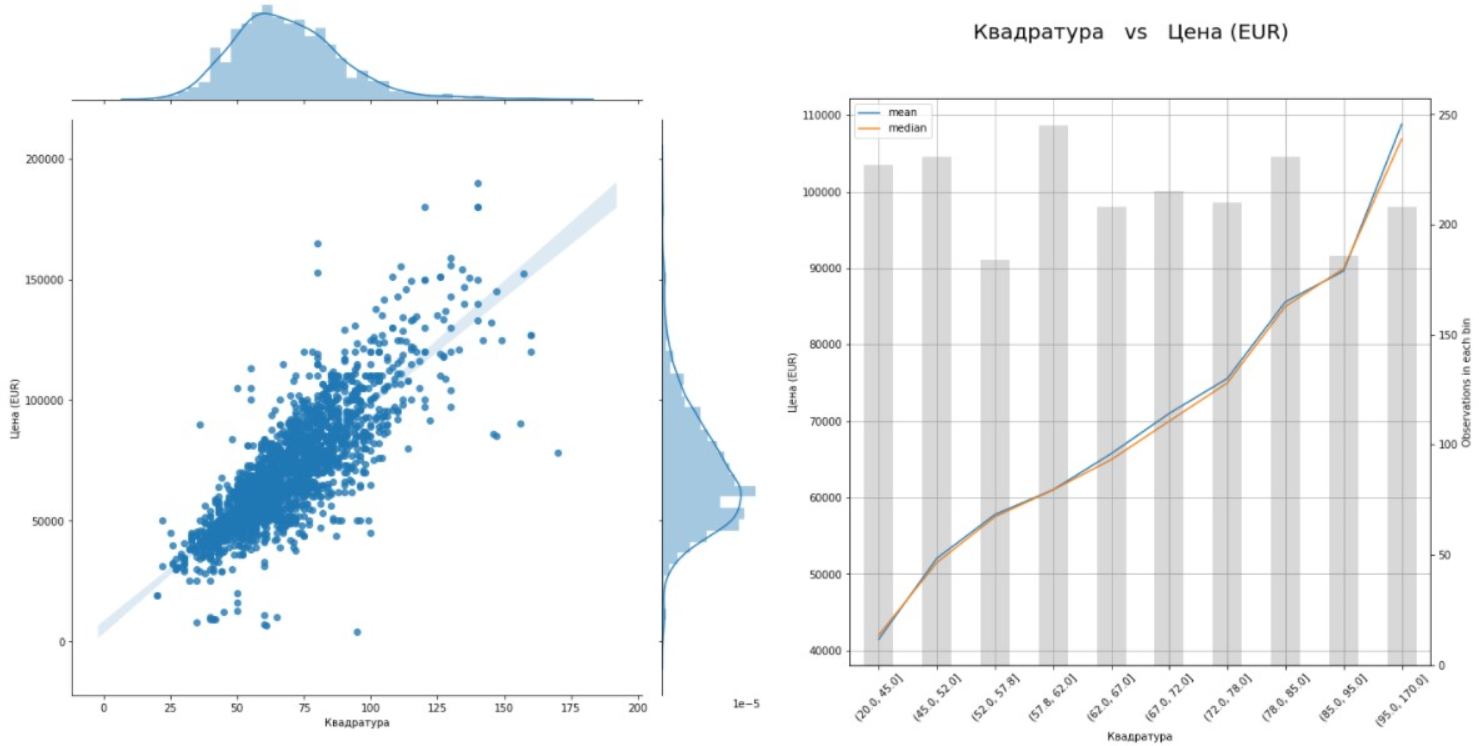 Квадратура vs Цена (EUR)
0 25 50 75 100 125 150 175 200
200000
150000
100000
50000
0
Цена (EUR)
Квадратура
1e−5
mean
median
110000
100000
90000
80000
70000
60000
50000
40000
Цена (EUR)
250
200
150
100
50
0
Observations in each bin
(20.0, 45.0]
(45.0, 52.0]
(52.0, 57.8]
(57.8, 62.0]
(62.0, 67.0]
(67.0, 72.0]
(72.0, 78.0]
(78.0, 85.0]
(85.0, 95.0]
(95.0, 170.0]
Квадратура